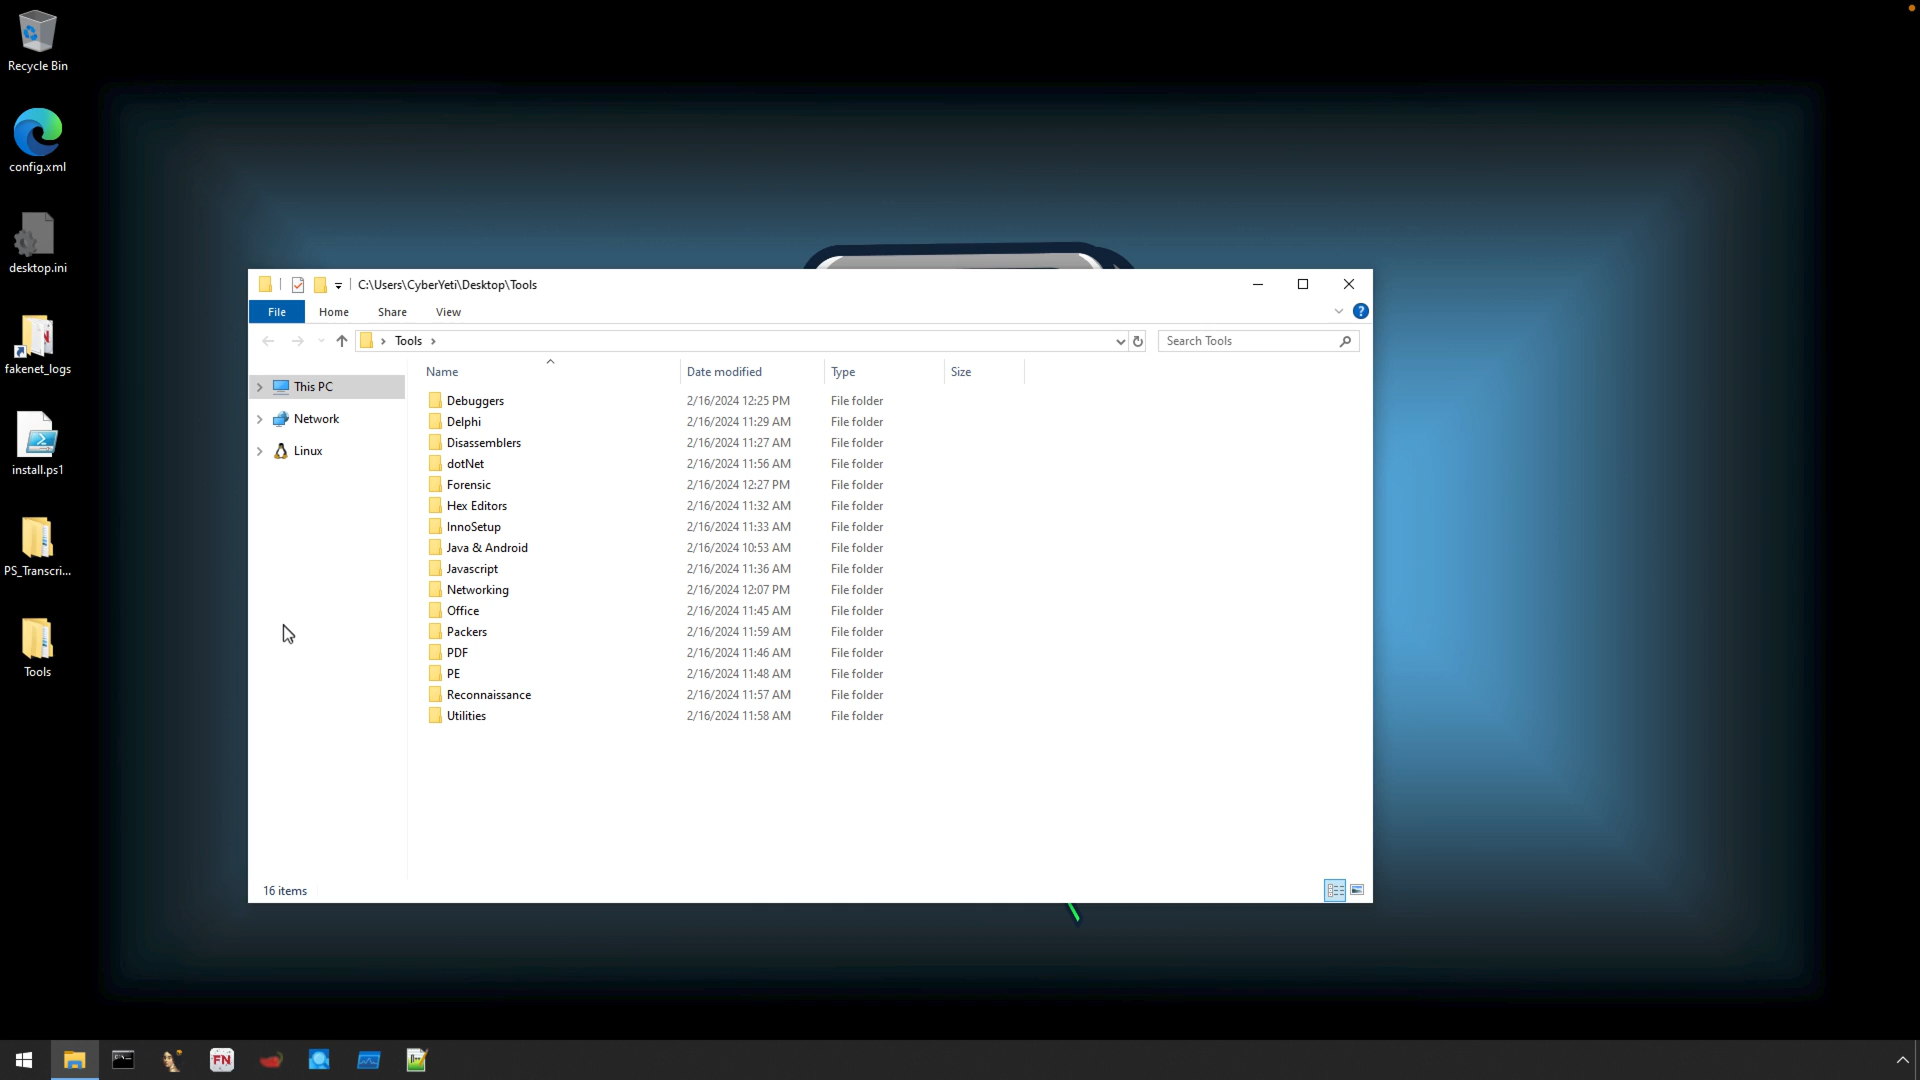 Recycle Bin
config.xml
desktop.ini
fakenet_logs
install.ps1
PS_Transcri...
Tools
C:\Users\CyberYeti\Desktop\Tools
File Home Share View
Tools
Search Tools
This PC
Network
Linux
Name Date modified Type Size
Debuggers 2/16/2024 12:25 PM File folder
Delphi 2/16/2024 11:29 AM File folder
Disassemblers 2/16/2024 11:27 AM File folder
dotNet 2/16/2024 11:56 AM File folder
Forensic 2/16/2024 12:27 PM File folder
Hex Editors 2/16/2024 11:32 AM File folder
InnoSetup 2/16/2024 11:33 AM File folder
Java & Android 2/16/2024 10:53 AM File folder
Javascript 2/16/2024 11:36 AM File folder
Networking 2/16/2024 12:07 PM File folder
Office 2/16/2024 11:45 AM File folder
Packers 2/16/2024 11:59 AM File folder
PDF 2/16/2024 11:46 AM File folder
PE 2/16/2024 11:48 AM File folder
Reconnaissance 2/16/2024 11:57 AM File folder
Utilities 2/16/2024 11:58 AM File folder
16 items
FN